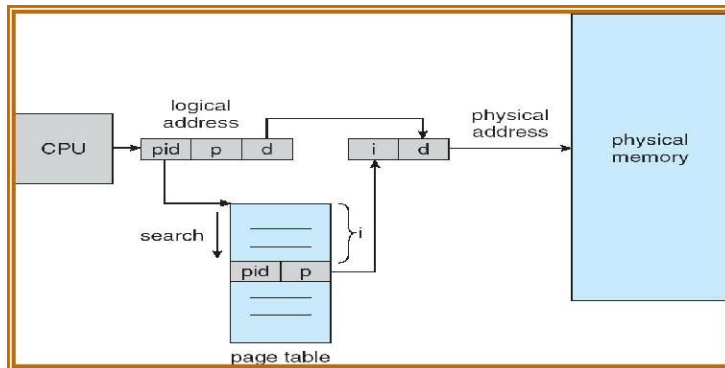 logical
address
CPU
pid p d
i d
physical
address
physical
memory
search
i
pid p
page table